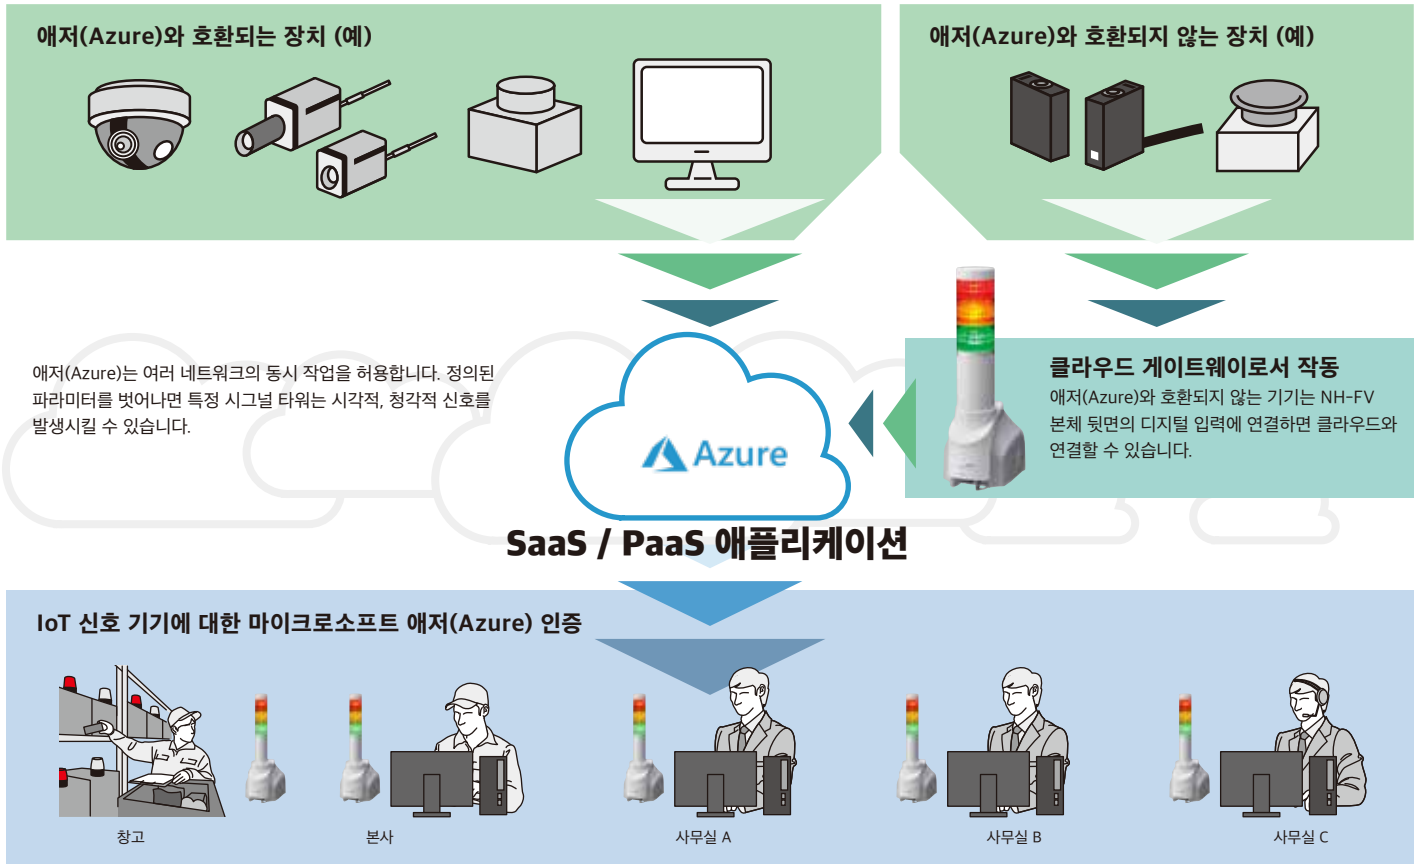 애저(Azure)와 호환되는 장치 (예)
애저(Azure)와 호환되지 않는 장치 (예)
애저(Azure)는 여러 네트워크의 동시 작업을 허용합니다. 정의된
파라미터를 벗어나면 특정 시그널 타워는 시각적, 청각적 신호를
발생시킬 수 있습니다.
Azure
클라우드 게이트웨이로서 작동
애저(Azure)와 호환되지 않는 기기는 NH-FV
본체 뒷면의 디지털 입력에 연결하면 클라우드와
연결할 수 있습니다.
SaaS / PaaS 애플리케이션
IoT 신호 기기에 대한 마이크로소프트 애저(Azure) 인증
창고
본사
사무실 A
사무실 B
사무실 C